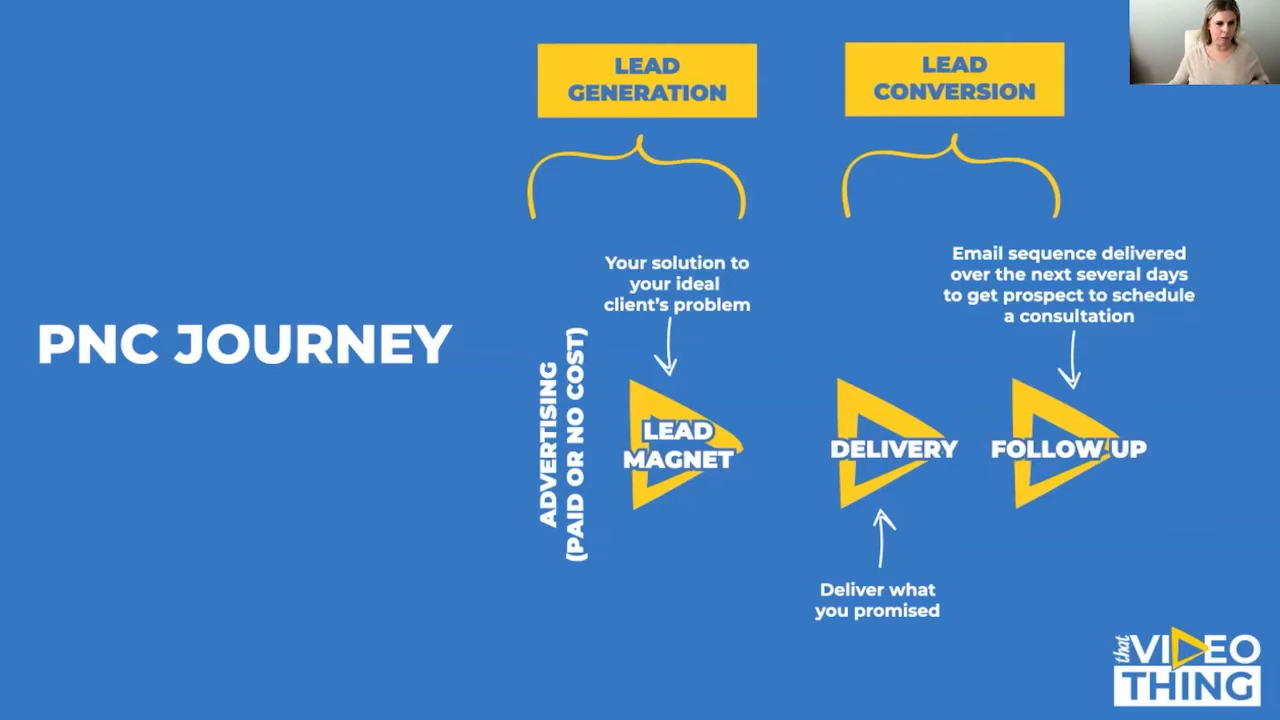 LEAD
GENERATION
LEAD
CONVERSION
Your solution to
your ideal
client's problem
Email sequence delivered
over the next several days
to get prospect to schedule
a consultation
PNC JOURNEY
ADVERTISING
(PAID OR NO COST)
LEAD
MAGNET
DELIVERY
FOLLOW UP
Deliver what
you promised
that VIDEO
THING